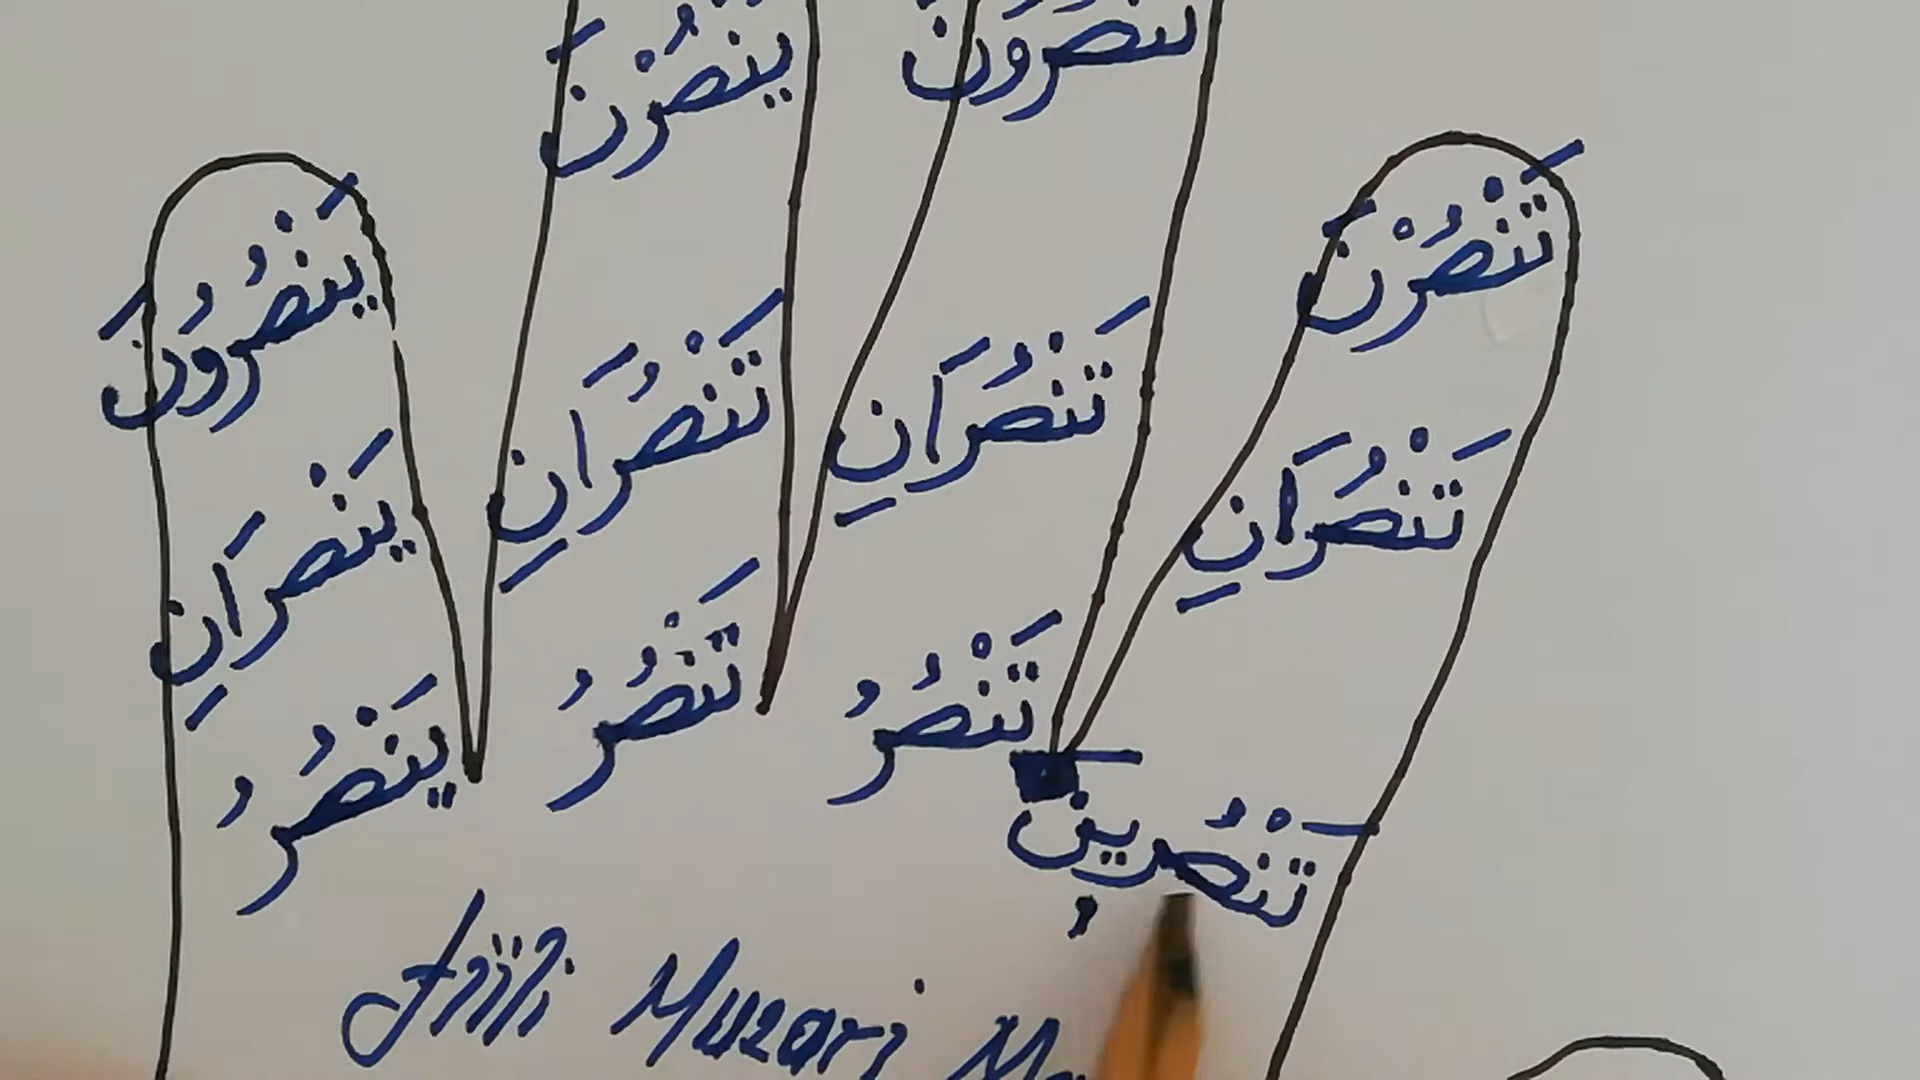 يَنْصُرُونَ
يَنْصُرَانِ
يَنْصُرُ
يَنْصُرْنَ
تَنْصُرَانِ
تَنْصُرُ
تَنْصُرُونَ
تَنْصُرَانِ
تَنْصُرُ
تَنْصُرْنَ
تَنْصُرَانِ
تَنْصُرِينَ
Fiili Muzari